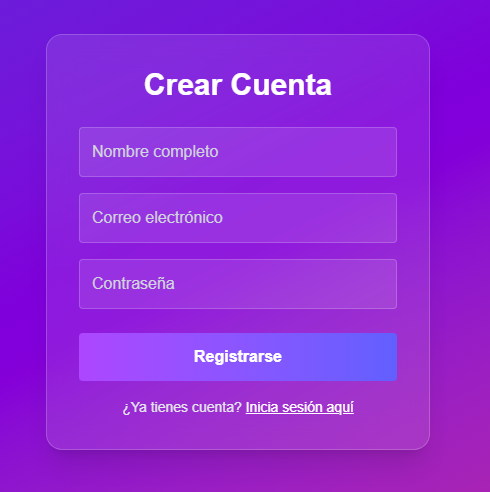 Crear Cuenta
Nombre completo
Correo electrónico
Contraseña
Registrarse
¿Ya tienes cuenta? Inicia sesión aquí